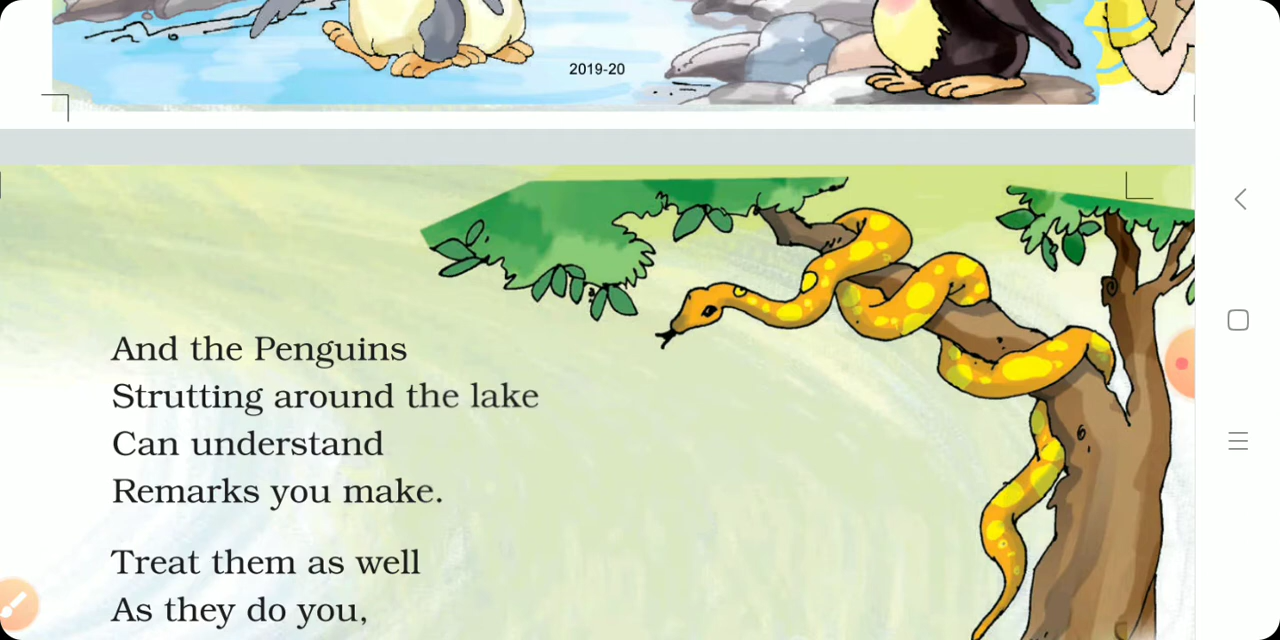 2019-20
And the Penguins
Strutting around the lake
Can understand
Remarks you make.
Treat them as well
As they do you,